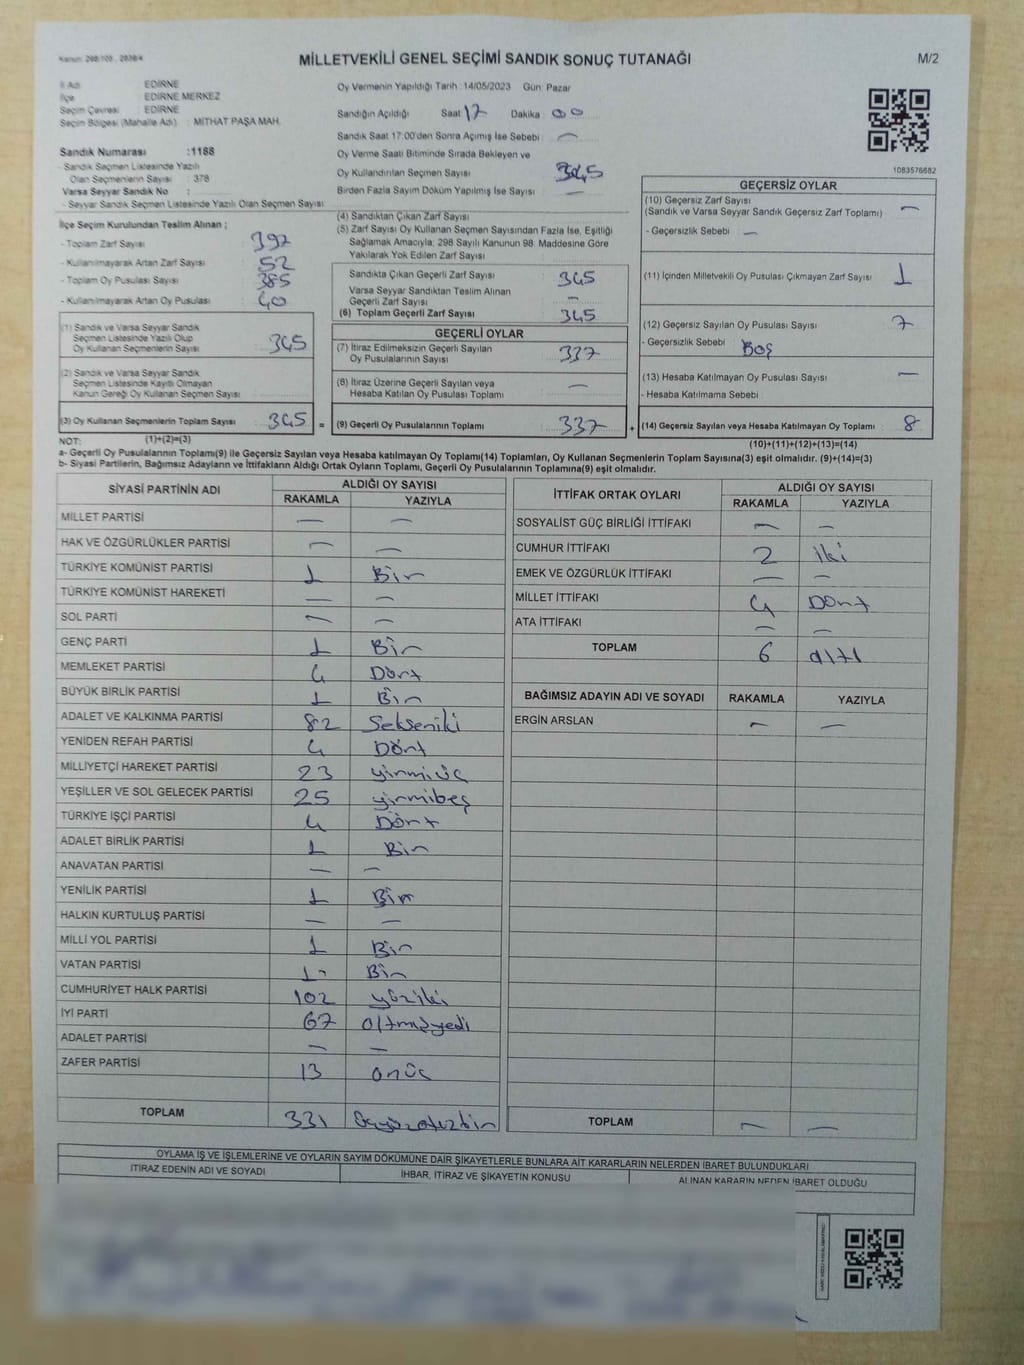 Kanun: 298/105 , 2839/4
MİLLETVEKİLİ GENEL SEÇİMİ SANDIK SONUÇ TUTANAĞI
M/2
İl Adı EDİRNE
İlçe EDİRNE MERKEZ
Seçim Çevresi EDİRNE
Seçim Bölgesi (Mahalle Adı) : MİTHAT PAŞA MAH.
Sandık Numarası :1188
- Sandık Seçmen Listesinde Yazılı
Olan Seçmenlerin Sayısı : 378
Varsa Seyyar Sandık No :
- Seyyar Sandık Seçmen Listesinde Yazılı Olan Seçmen Sayısı
Oy Vermenin Yapıldığı Tarih :14/05/2023 Gün: Pazar
Sandığın Açıldığı Saat 17 Dakika : 00
Sandık Saat 17:00'den Sonra Açımış İse Sebebi : —
Oy Verme Saati Bitiminde Sırada Bekleyen ve
Oy Kullandırılan Seçmen Sayısı : 345
Birden Fazla Sayım Döküm Yapılmış İse Sayısı : —
1083576682
İlçe Seçim Kurulundan Teslim Alınan ;
- Toplam Zarf Sayısı 397
- Kullanılmayarak Artan Zarf Sayısı 52
- Toplam Oy Pusulası Sayısı 385
- Kullanılmayarak Artan Oy Pusulası 40
(1) Sandık ve Varsa Seyyar Sandık
Seçmen Listesinde Yazılı Olup
Oy Kullanan Seçmenlerin Sayısı 345
(2) Sandık ve Varsa Seyyar Sandık
Seçmen Listesinde Kayıtlı Olmayan
Kanun Gereği Oy Kullanan Seçmen Sayısı
(3) Oy Kullanan Seçmenlerin Toplam Sayısı 345 =
(4) Sandıktan Çıkan Zarf Sayısı
(5) Zarf Sayısı Oy Kullanan Seçmen Sayısından Fazla İse, Eşitliği
Sağlamak Amacıyla; 298 Sayılı Kanunun 98. Maddesine Göre
Yakılarak Yok Edilen Zarf Sayısı
Sandıkta Çıkan Geçerli Zarf Sayısı 345
Varsa Seyyar Sandıktan Teslim Alınan
Geçerli Zarf Sayısı —
(6) Toplam Geçerli Zarf Sayısı 345
GEÇERLİ OYLAR
(7) İtiraz Edilmeksizin Geçerli Sayılan
Oy Pusulalarının Sayısı 337
(8) İtiraz Üzerine Geçerli Sayılan veya
Hesaba Katılan Oy Pusulası Toplamı —
(9) Geçerli Oy Pusulalarının Toplamı 337 +
GEÇERSİZ OYLAR
(10) Geçersiz Zarf Sayısı
(Sandık ve Varsa Seyyar Sandık Geçersiz Zarf Toplamı) —
- Geçersizlik Sebebi —
(11) İçinden Milletvekili Oy Pusulası Çıkmayan Zarf Sayısı 1
(12) Geçersiz Sayılan Oy Pusulası Sayısı 7
- Geçersizlik Sebebi Boş
(13) Hesaba Katılmayan Oy Pusulası Sayısı —
- Hesaba Katılmama Sebebi
(14) Geçersiz Sayılan veya Hesaba Katılmayan Oy Toplamı 8
NOT: (1)+(2)=(3)
(10)+(11)+(12)+(13)=(14)
a- Geçerli Oy Pusulalarının Toplamı(9) ile Geçersiz Sayılan veya Hesaba katılmayan Oy Toplamı(14) Toplamları, Oy Kullanan Seçmenlerin Toplam Sayısına(3) eşit olmalıdır. (9)+(14)=(3)
b- Siyasi Partilerin, Bağımsız Adayların ve İttifakların Aldığı Ortak Oyların Toplamı, Geçerli Oy Pusulalarının Toplamına(9) eşit olmalıdır.
SİYASİ PARTİNİN ADI ALDIĞI OY SAYISI
RAKAMLA YAZIYLA
MİLLET PARTİSİ — —
HAK VE ÖZGÜRLÜKLER PARTİSİ — —
TÜRKİYE KOMÜNİST PARTİSİ 1 Bir
TÜRKİYE KOMÜNİST HAREKETİ — —
SOL PARTİ — —
GENÇ PARTİ 1 Bir
MEMLEKET PARTİSİ 4 Dört
BÜYÜK BİRLİK PARTİSİ 1 Bir
ADALET VE KALKINMA PARTİSİ 82 Sekseniki
YENİDEN REFAH PARTİSİ 4 Dört
MİLLİYETÇİ HAREKET PARTİSİ 23 yirmiüç
YEŞİLLER VE SOL GELECEK PARTİSİ 25 yirmibeş
TÜRKİYE İŞÇİ PARTİSİ 4 Dört
ADALET BİRLİK PARTİSİ 1 Bir
ANAVATAN PARTİSİ — —
YENİLİK PARTİSİ 1 Bir
HALKIN KURTULUŞ PARTİSİ — —
MİLLİ YOL PARTİSİ 1 Bir
VATAN PARTİSİ 1 Bir
CUMHURİYET HALK PARTİSİ 102 yüziki
İYİ PARTİ 67 altmışyedi
ADALET PARTİSİ — —
ZAFER PARTİSİ 13 onüç
TOPLAM 331 üçyüzotuzbir
İTTİFAK ORTAK OYLARI ALDIĞI OY SAYISI
RAKAMLA YAZIYLA
SOSYALİST GÜÇ BİRLİĞİ İTTİFAKI — —
CUMHUR İTTİFAKI 2 iki
EMEK VE ÖZGÜRLÜK İTTİFAKI — —
MİLLET İTTİFAKI 4 Dört
ATA İTTİFAKI — —
TOPLAM 6 altı
BAĞIMSIZ ADAYIN ADI VE SOYADI RAKAMLA YAZIYLA
ERGİN ARSLAN — —
TOPLAM — —
OYLAMA İŞ VE İŞLEMLERİNE VE OYLARIN SAYIM DÖKÜMÜNE DAİR ŞİKAYETLERLE BUNLARA AİT KARARLARIN NELERDEN İBARET BULUNDUKLARI
İTİRAZ EDENİN ADI VE SOYADI İHBAR, İTİRAZ VE ŞİKAYETİN KONUSU ALINAN KARARIN NEDEN İBARET OLDUĞU